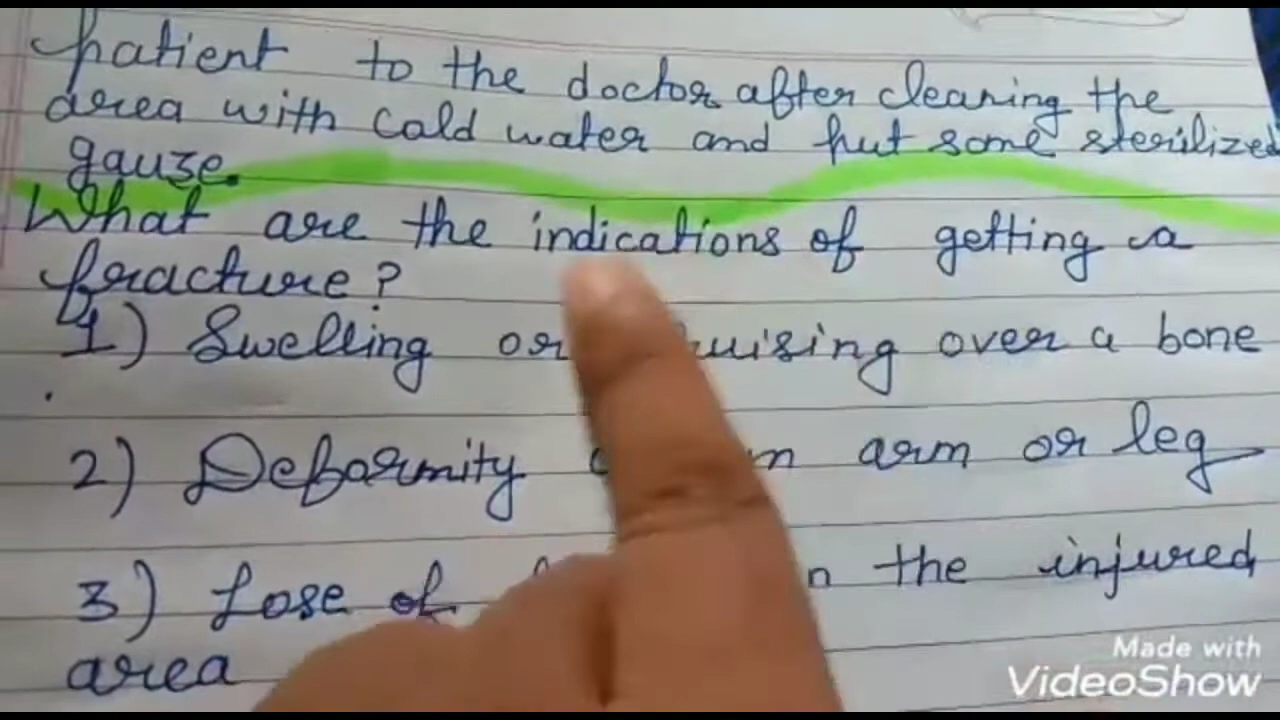 patient to the doctor after cleaning the
area with cold water and put some sterilized
gauze.
What are the indications of getting a
fracture?
1) Swelling or bruising over a bone
2) Deformity arm or leg
3) Lose of the injured
area
Made with
VideoShow